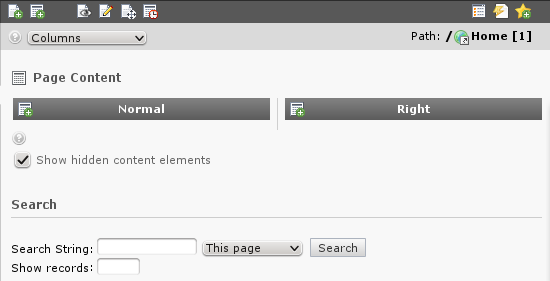 Columns Path: / Home [1]
Page Content
Normal Right
Show hidden content elements
Search
Search String: This page Search
Show records: